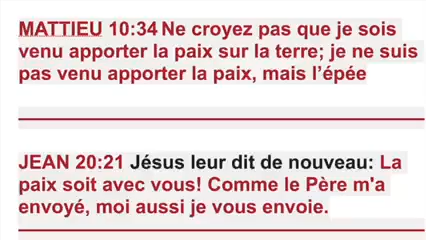 MATTIEU 10:34 Ne croyez pas que je sois
venu apporter la paix sur la terre; je ne suis
pas venu apporter la paix, mais l’épée
JEAN 20:21 Jésus leur dit de nouveau: La
paix soit avec vous! Comme le Père m'a
envoyé, moi aussi je vous envoie.